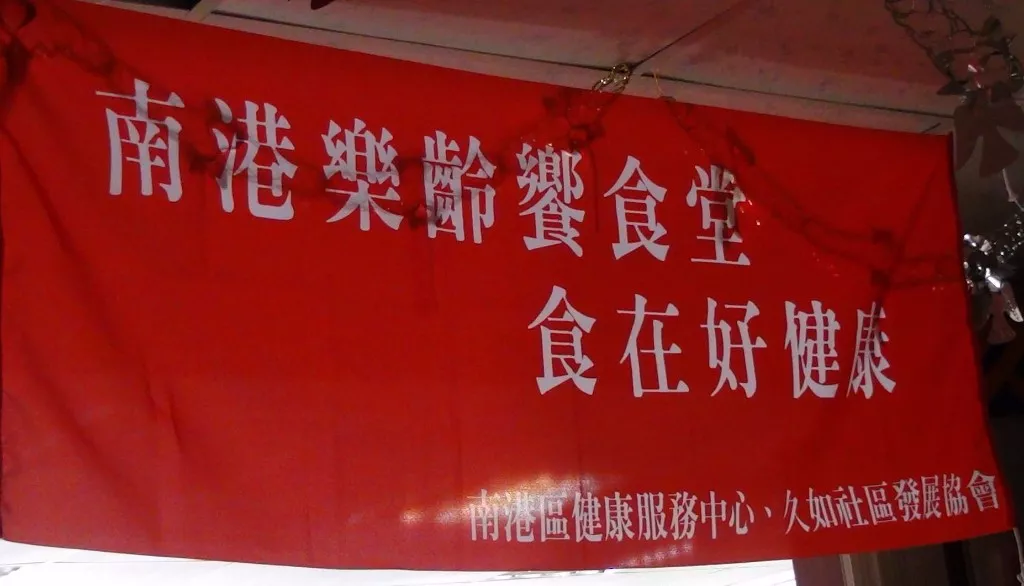 南港樂齡饗食堂
食在好健康
南港區健康服務中心、久如社區發展協會